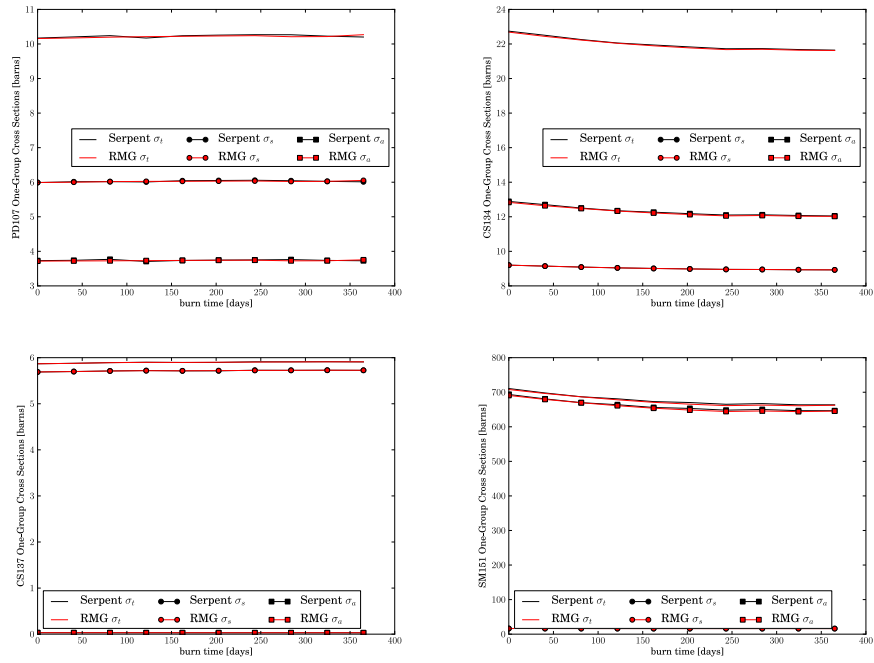 PD107 One-Group Cross Sections [barns]
11
10
9
8
7
6
5
4
3
Serpent σt Serpent σs Serpent σa
RMG σt RMG σs RMG σa
0 50 100 150 200 250 300 350 400
burn time [days]
CS134 One-Group Cross Sections [barns]
24
22
20
18
16
14
12
10
8
Serpent σt Serpent σs Serpent σa
RMG σt RMG σs RMG σa
0 50 100 150 200 250 300 350 400
burn time [days]
CS137 One-Group Cross Sections [barns]
6
5
4
3
2
1
0
Serpent σt Serpent σs Serpent σa
RMG σt RMG σs RMG σa
0 50 100 150 200 250 300 350 400
burn time [days]
SM151 One-Group Cross Sections [barns]
800
700
600
500
400
300
200
100
0
Serpent σt Serpent σs Serpent σa
RMG σt RMG σs RMG σa
0 50 100 150 200 250 300 350 400
burn time [days]